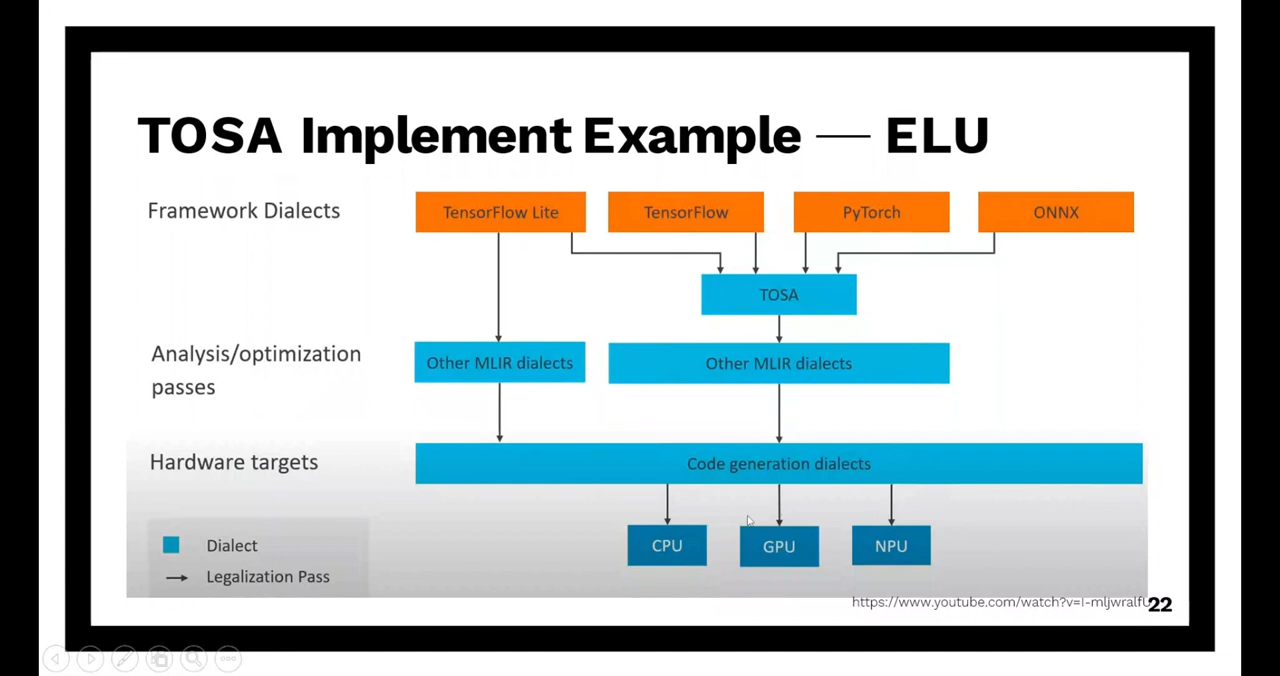 TOSA Implement Example — ELU
Framework Dialects
TensorFlow Lite
TensorFlow
PyTorch
ONNX
TOSA
Analysis/optimization
passes
Other MLIR dialects
Other MLIR dialects
Hardware targets
Code generation dialects
CPU
GPU
NPU
Dialect
Legalization Pass
22